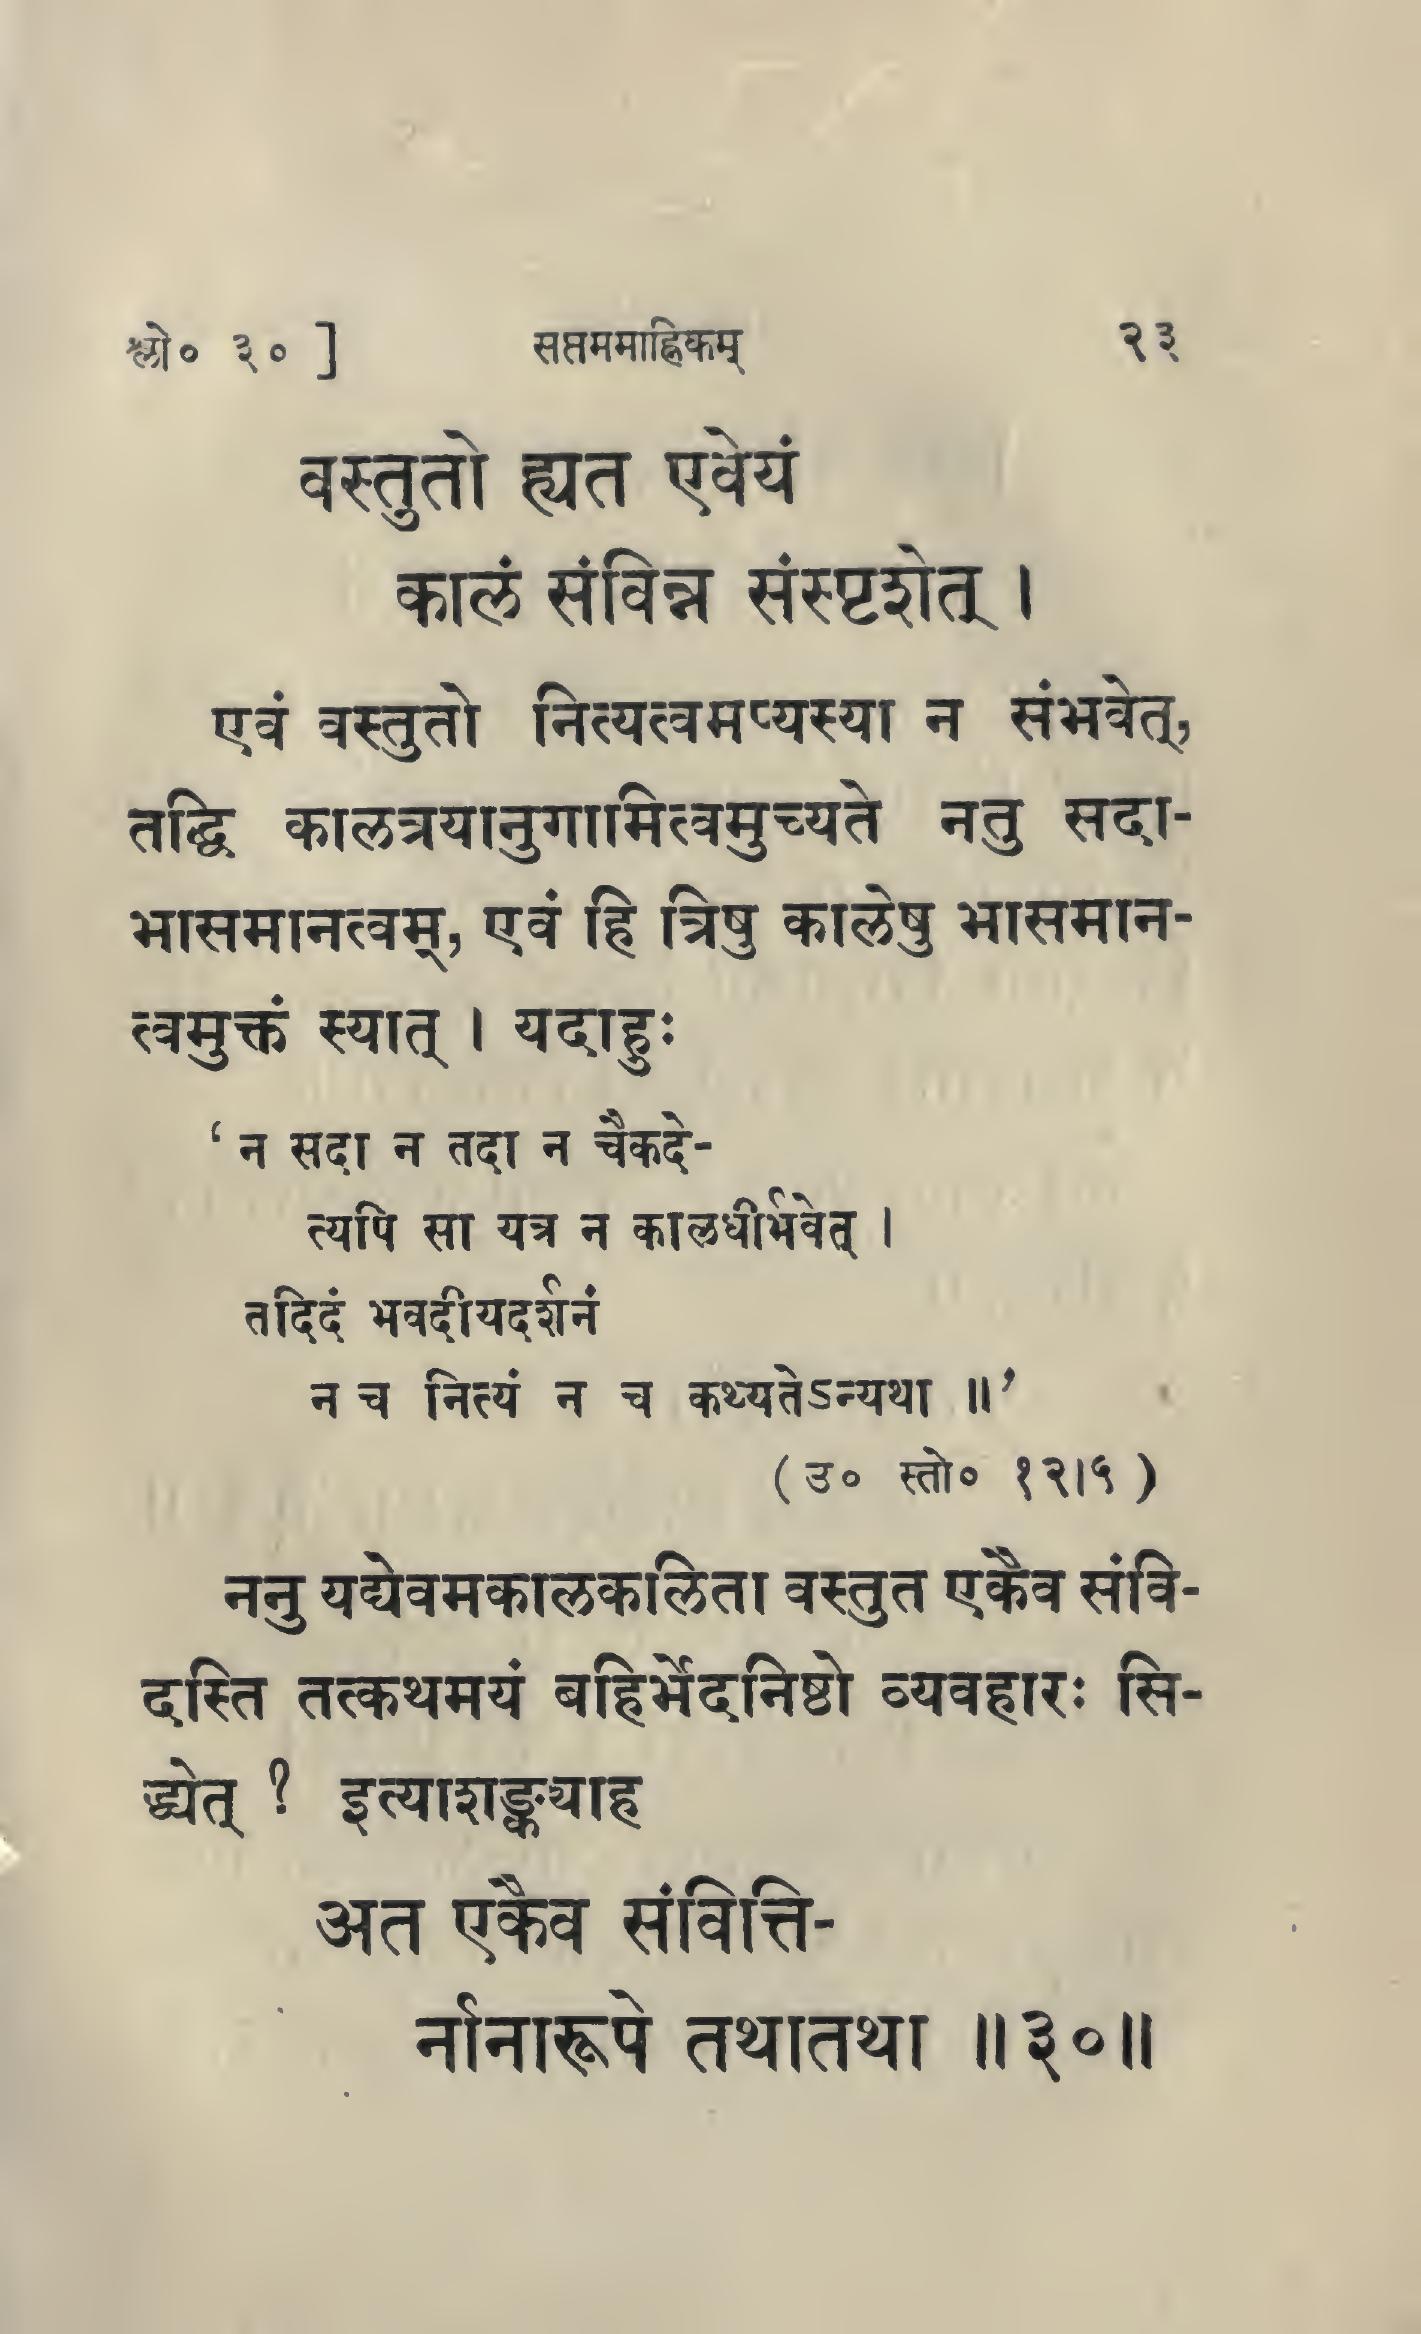 श्लो० ३० ] सप्तममाह्निकम् २३
वस्तुतो ह्यत एवेयं
कालं संविन्न संस्पृशेत् ।
एवं वस्तुतो नित्यत्वमप्यस्या न संभवेत्,
तद्धि कालत्रयानुगामित्वमुच्यते नतु सदा-
भासमानत्वम्, एवं हि त्रिषु कालेषु भासमान-
त्वमुक्तं स्यात् । यदाहुः
‘ न सदा न तदा न चैकदे-
त्यपि सा यत्र न कालधीर्भवेत् ।
तदिदं भवदीयदर्शनं
न च नित्यं न च कथ्यतेऽन्यथा ॥’
( उ० स्तो० १२।५ )
ननु यद्येवमकालकलिता वस्तुत एकैव संवि-
दस्ति तत्कथमयं बहिर्भेदनिष्ठो व्यवहारः सि-
द्ध्येत् ? इत्याशङ्क्याह
अत एकैव संवित्ति-
र्नानारूपे तथातथा ॥३०॥